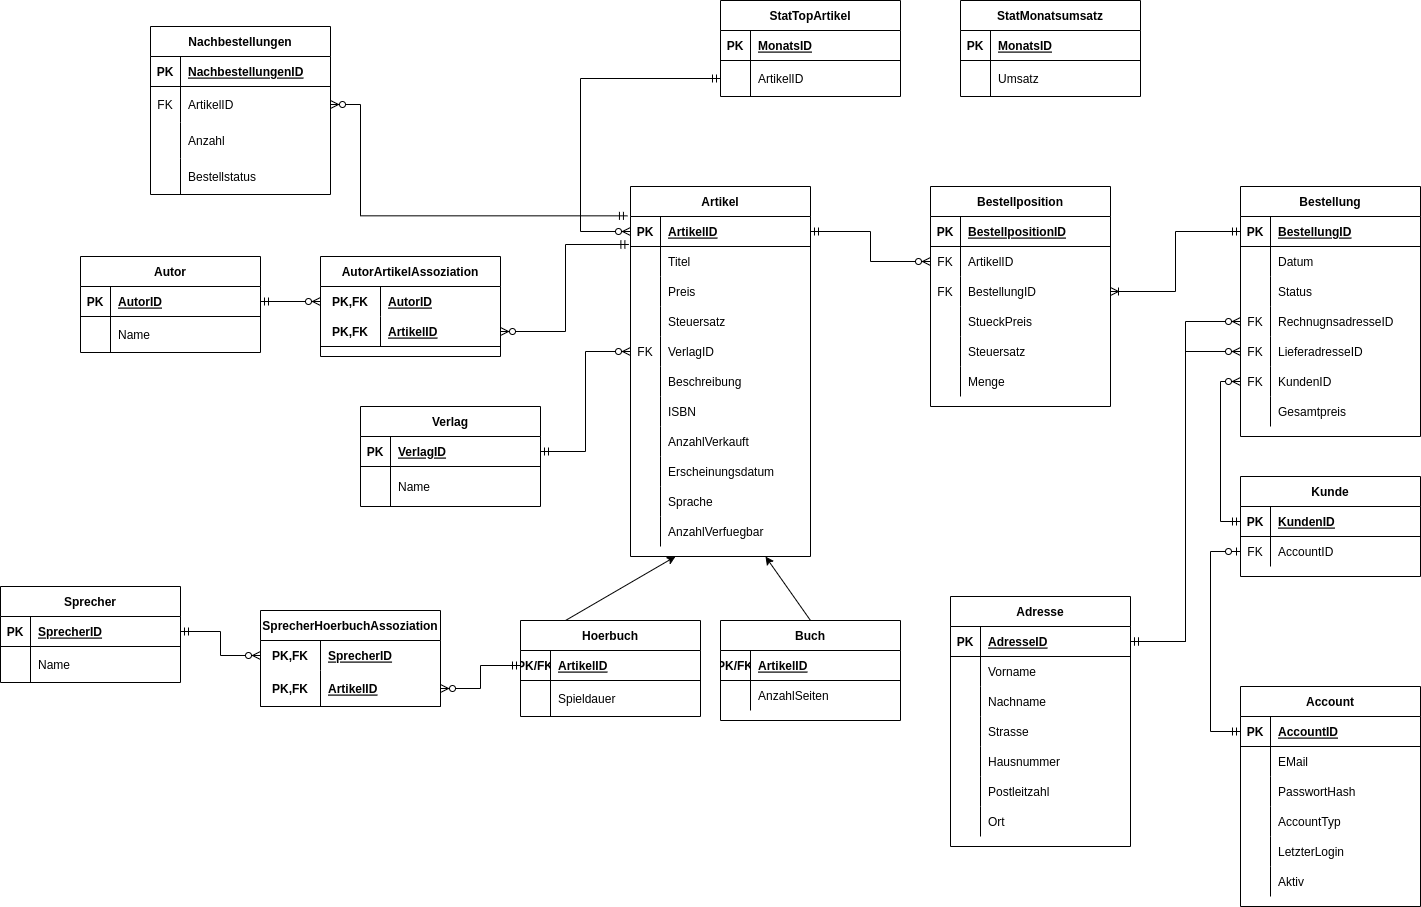 StatTopArtikel
PK MonatsID
ArtikelID
StatMonatsumsatz
PK MonatsID
Umsatz
Nachbestellungen
PK NachbestellungenID
FK ArtikelID
Anzahl
Bestellstatus
Artikel
PK ArtikelID
Titel
Preis
Steuersatz
FK VerlagID
Beschreibung
ISBN
AnzahlVerkauft
Erscheinungsdatum
Sprache
AnzahlVerfuegbar
Bestellposition
PK BestellpositionID
FK ArtikelID
FK BestellungID
StueckPreis
Steuersatz
Menge
Bestellung
PK BestellungID
Datum
Status
FK RechnugnsadresseID
FK LieferadresseID
FK KundenID
Gesamtpreis
Autor
PK AutorID
Name
AutorArtikelAssoziation
PK,FK AutorID
PK,FK ArtikelID
Verlag
PK VerlagID
Name
Kunde
PK KundenID
FK AccountID
Sprecher
PK SprecherID
Name
SprecherHoerbuchAssoziation
PK,FK SprecherID
PK,FK ArtikelID
Hoerbuch
PK/FK ArtikelID
Spieldauer
Buch
PK/FK ArtikelID
AnzahlSeiten
Adresse
PK AdresseID
Vorname
Nachname
Strasse
Hausnummer
Postleitzahl
Ort
Account
PK AccountID
EMail
PasswortHash
AccountTyp
LetzterLogin
Aktiv